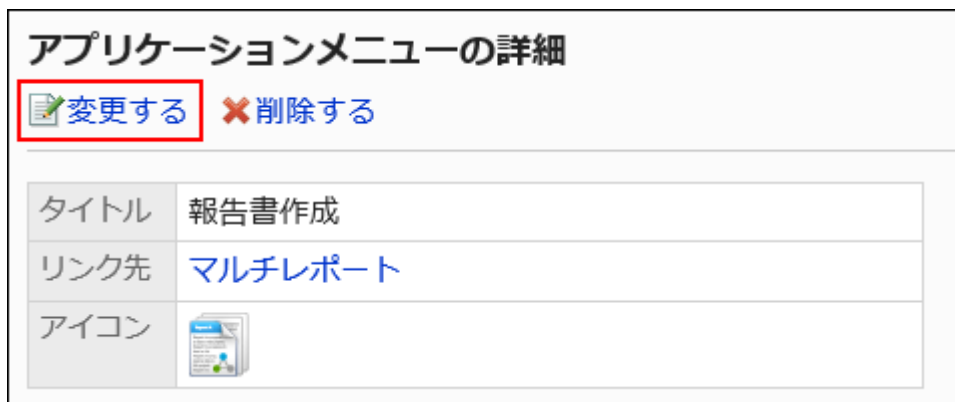 アプリケーションメニューの詳細
変更する 削除する
タイトル 報告書作成
リンク先 マルチレポート
アイコン